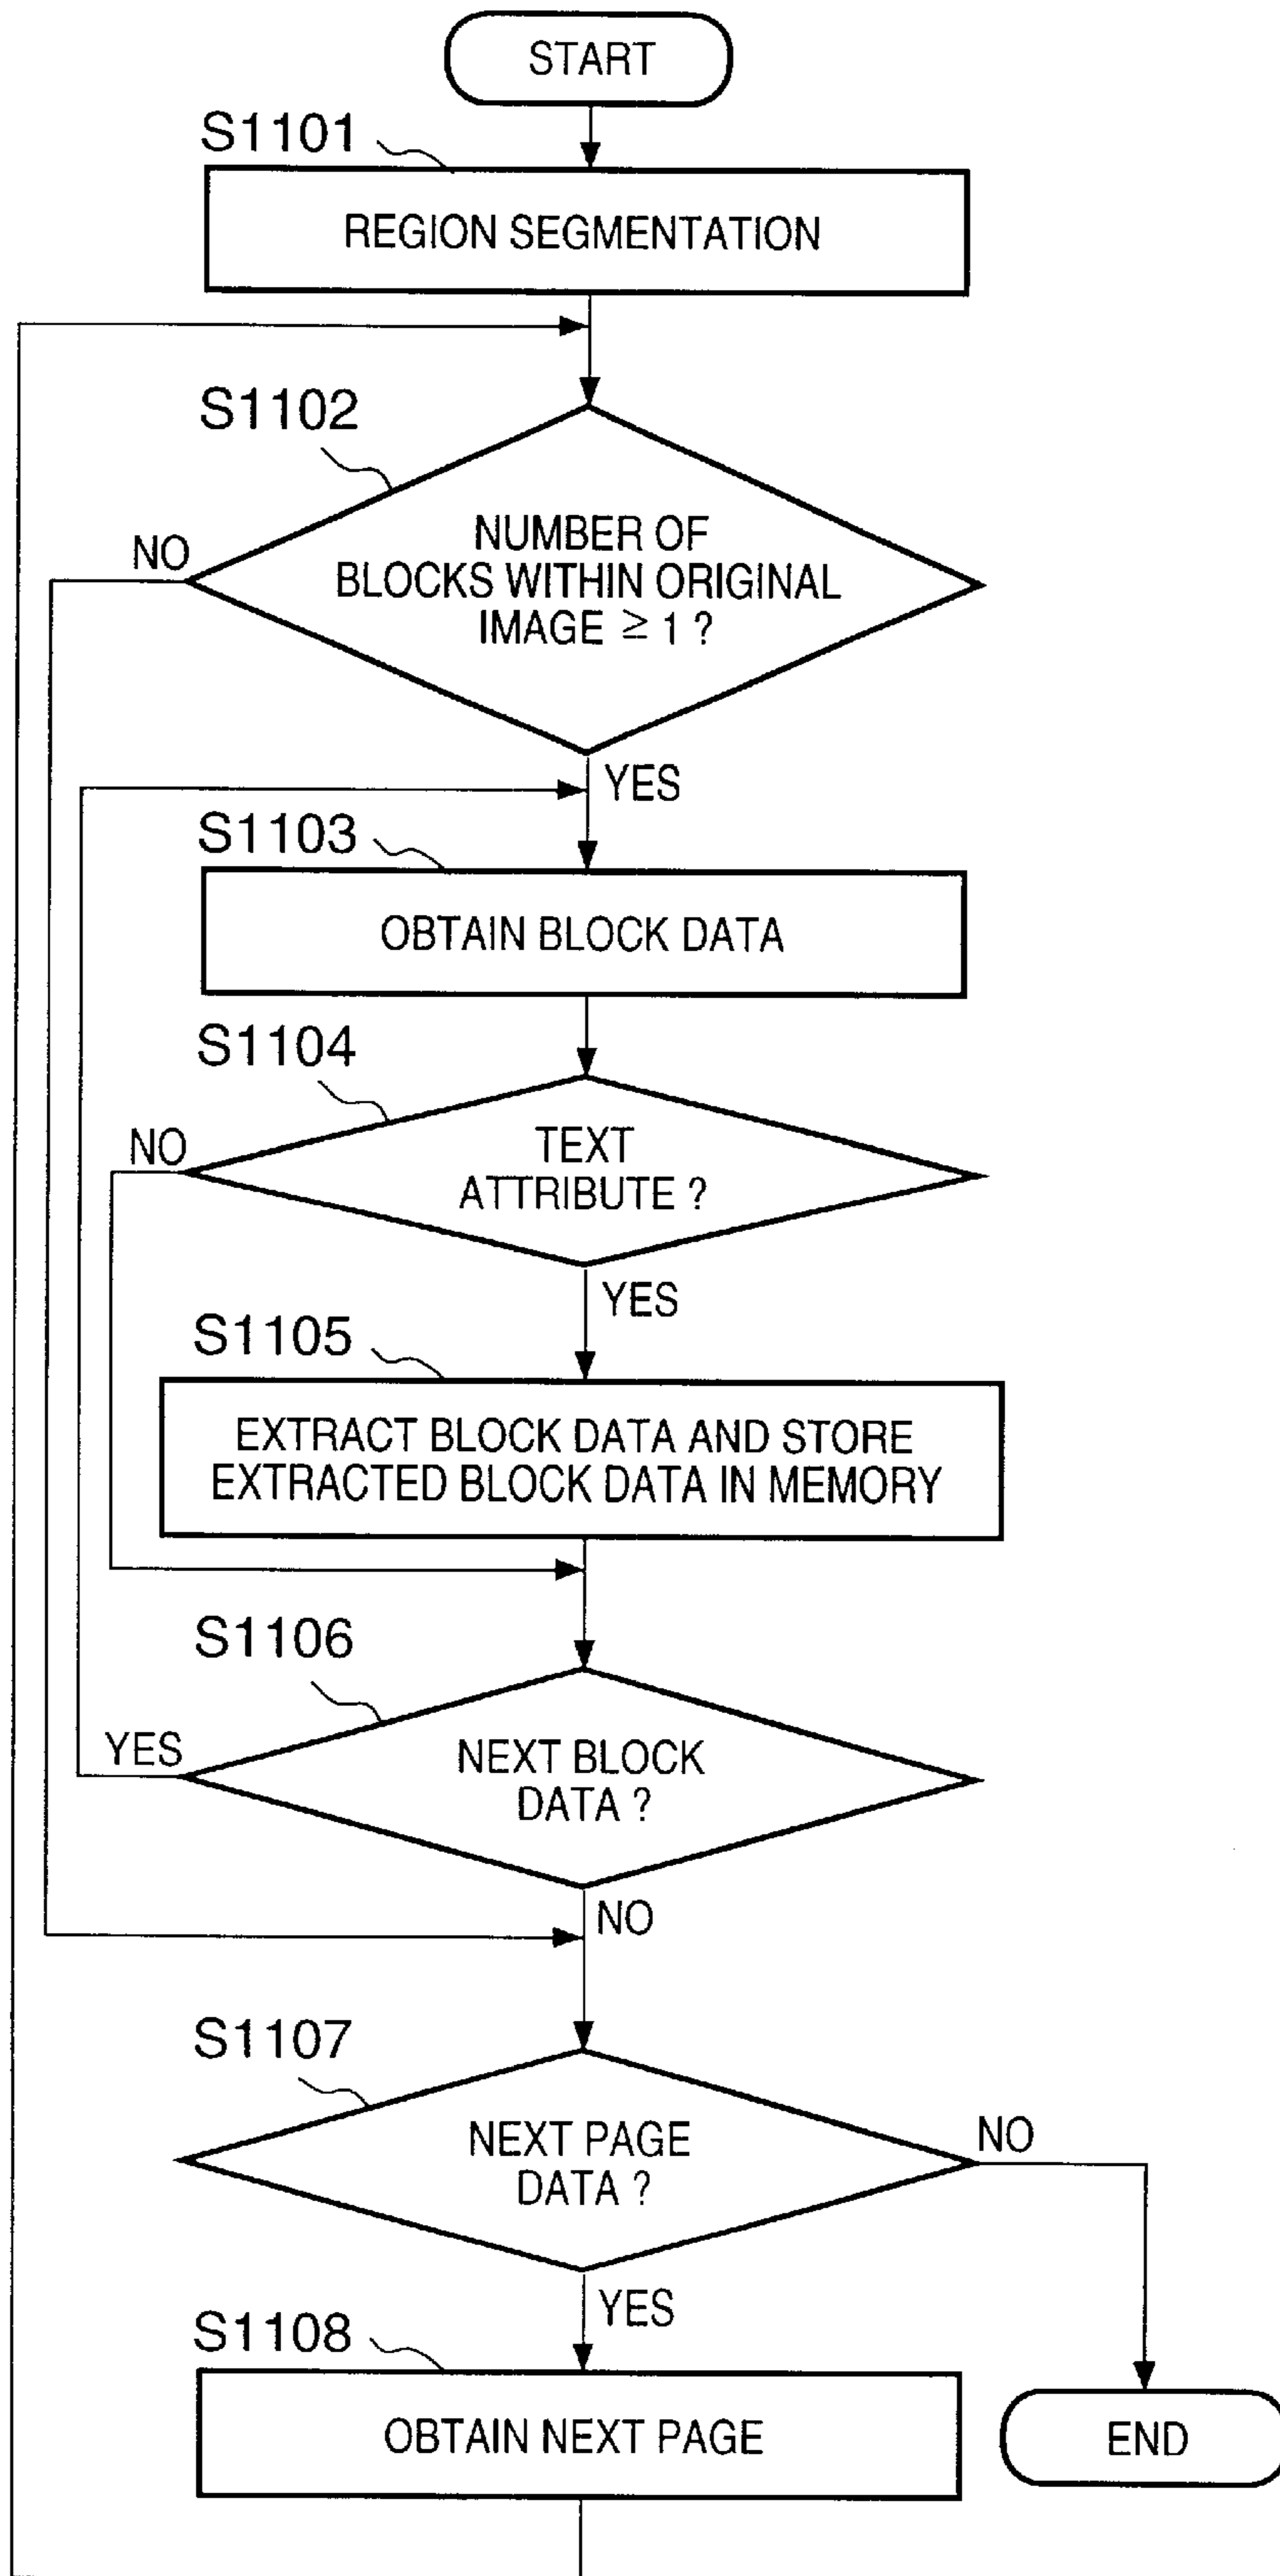 START
S1101
REGION SEGMENTATION
S1102
NO
NUMBER OF
BLOCKS WITHIN ORIGINAL
IMAGE ≥ 1 ?
YES
S1103
OBTAIN BLOCK DATA
S1104
NO
TEXT
ATTRIBUTE ?
YES
S1105
EXTRACT BLOCK DATA AND STORE
EXTRACTED BLOCK DATA IN MEMORY
S1106
YES
NEXT BLOCK
DATA ?
NO
S1107
NEXT PAGE
DATA ?
NO
YES
S1108
OBTAIN NEXT PAGE
END